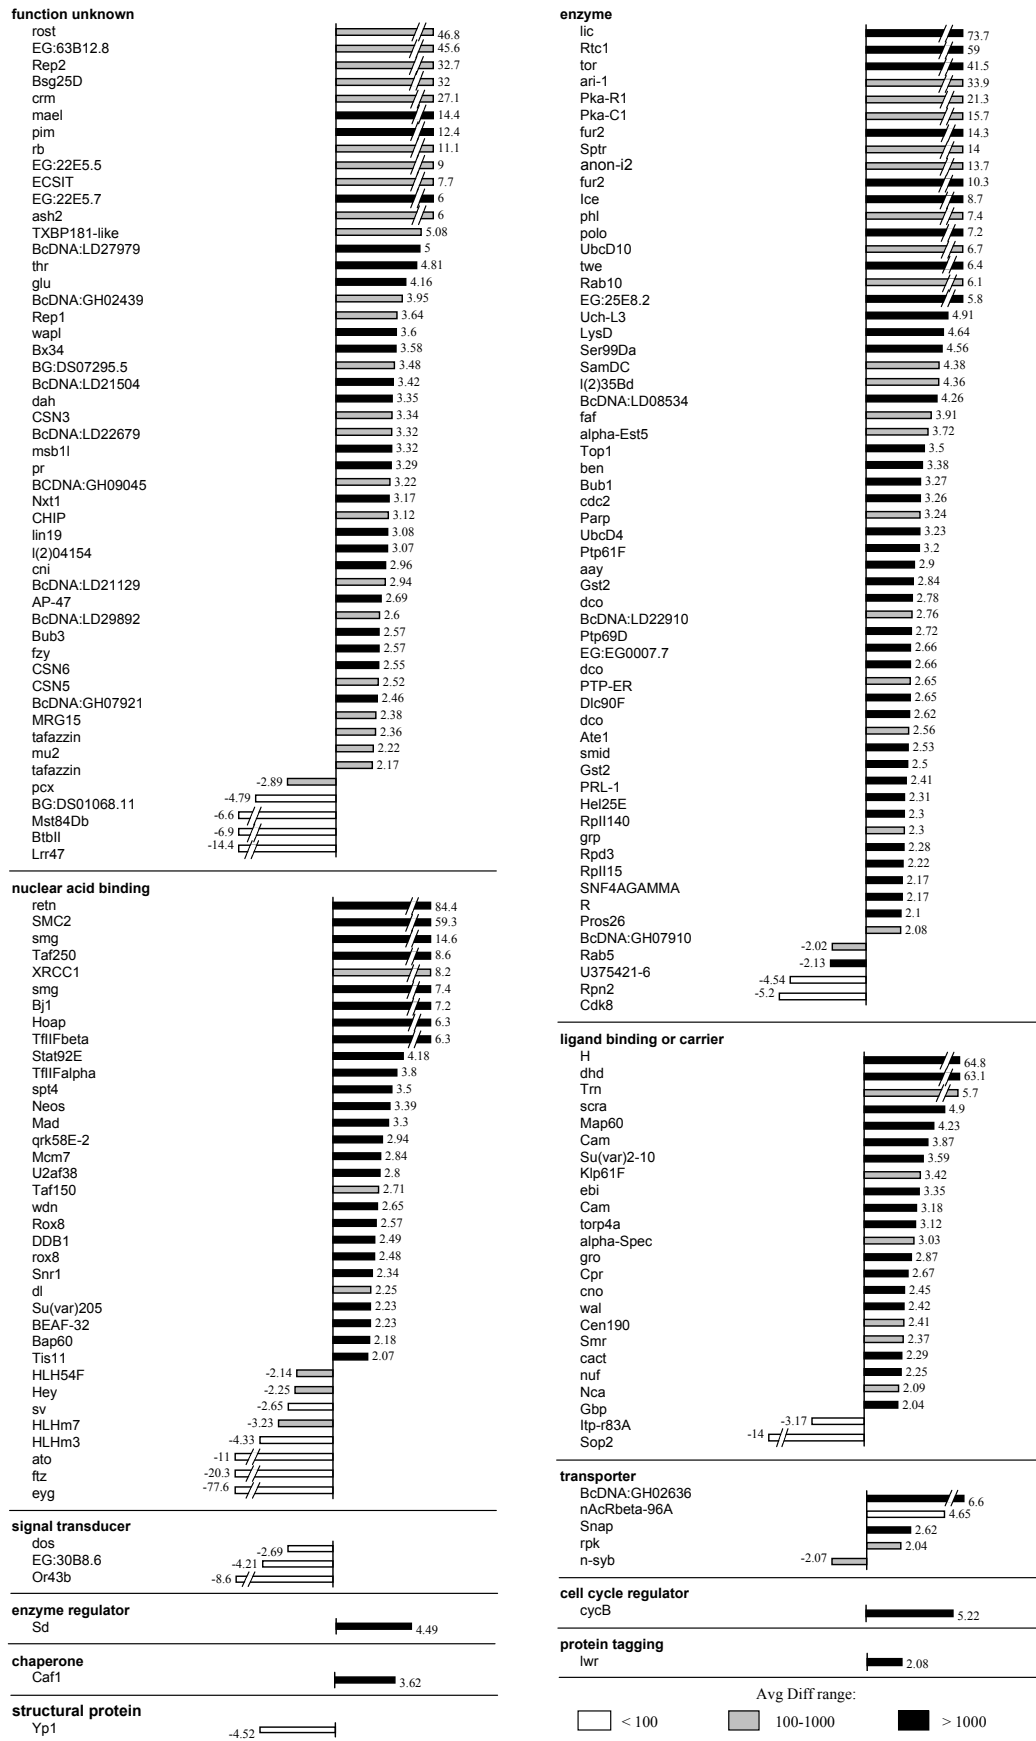 function unknown
rost 46.8
EG:63B12.8 45.6
Rep2 32.7
Bsg25D 32
crm 27.1
mael 14.4
pim 12.4
rb 11.1
EG:22E5.5 9
ECSIT 7.7
EG:22E5.7 6
ash2 6
TXBP181-like 5.08
BcDNA:LD27979 5
thr 4.81
glu 4.16
BcDNA:GH02439 3.95
Rep1 3.64
wapl 3.6
Bx34 3.58
BG:DS07295.5 3.48
BcDNA:LD21504 3.42
dah 3.35
CSN3 3.34
BcDNA:LD22679 3.32
msb1l 3.32
pr 3.29
BCDNA:GH09045 3.22
Nxt1 3.17
CHIP 3.12
lin19 3.08
l(2)04154 3.07
cni 2.96
BcDNA:LD21129 2.94
AP-47 2.69
BcDNA:LD29892 2.6
Bub3 2.57
fzy 2.57
CSN6 2.55
CSN5 2.52
BcDNA:GH07921 2.46
MRG15 2.38
tafazzin 2.36
mu2 2.22
tafazzin 2.17
pcx -2.89
BG:DS01068.11 -4.79
Mst84Db -6.6
BtbII -6.9
Lrr47 -14.4
nuclear acid binding
retn 84.4
SMC2 59.3
smg 14.6
Taf250 8.6
XRCC1 8.2
smg 7.4
Bj1 7.2
Hoap 6.3
TfIIFbeta 6.3
Stat92E 4.18
TfIIFalpha 3.8
spt4 3.5
Neos 3.39
Mad 3.3
qrk58E-2 2.94
Mcm7 2.84
U2af38 2.8
Taf150 2.71
wdn 2.65
Rox8 2.57
DDB1 2.49
rox8 2.48
Snr1 2.34
dl 2.25
Su(var)205 2.23
BEAF-32 2.23
Bap60 2.18
Tis11 2.07
HLH54F -2.14
Hey -2.25
sv -2.65
HLHm7 -3.23
HLHm3 -4.33
ato -11
ftz -20.3
eyg -77.6
signal transducer
dos -2.69
EG:30B8.6 -4.21
Or43b -8.6
enzyme regulator
Sd 4.49
chaperone
Caf1 3.62
structural protein
Yp1 -4.52
enzyme
lic 73.7
Rtc1 59
tor 41.5
ari-1 33.9
Pka-R1 21.3
Pka-C1 15.7
fur2 14.3
Sptr 14
anon-i2 13.7
fur2 10.3
Ice 8.7
phl 7.4
polo 7.2
UbcD10 6.7
twe 6.4
Rab10 6.1
EG:25E8.2 5.8
Uch-L3 4.91
LysD 4.64
Ser99Da 4.56
SamDC 4.38
l(2)35Bd 4.36
BcDNA:LD08534 4.26
faf 3.91
alpha-Est5 3.72
Top1 3.5
ben 3.38
Bub1 3.27
cdc2 3.26
Parp 3.24
UbcD4 3.23
Ptp61F 3.2
aay 2.9
Gst2 2.84
dco 2.78
BcDNA:LD22910 2.76
Ptp69D 2.72
EG:EG0007.7 2.66
dco 2.66
PTP-ER 2.65
Dlc90F 2.65
dco 2.62
Ate1 2.56
smid 2.53
Gst2 2.5
PRL-1 2.41
Hel25E 2.31
RpII140 2.3
grp 2.3
Rpd3 2.28
RpII15 2.22
SNF4AGAMMA 2.17
R 2.17
Pros26 2.1
BcDNA:GH07910 2.08
Rab5 -2.02
U375421-6 -2.13
Rpn2 -4.54
Cdk8 -5.2
ligand binding or carrier
H 64.8
dhd 63.1
Trn 5.7
scra 4.9
Map60 4.23
Cam 3.87
Su(var)2-10 3.59
Klp61F 3.42
ebi 3.35
Cam 3.18
torp4a 3.12
alpha-Spec 3.03
gro 2.87
Cpr 2.67
cno 2.45
wal 2.42
Cen190 2.41
Smr 2.37
cact 2.29
nuf 2.25
Nca 2.09
Gbp 2.04
Itp-r83A -3.17
Sop2 -14
transporter
BcDNA:GH02636 6.6
nAcRbeta-96A 4.65
Snap 2.62
rpk 2.04
n-syb -2.07
cell cycle regulator
cycB 5.22
protein tagging
lwr 2.08
Avg Diff range:
< 100 100-1000 > 1000